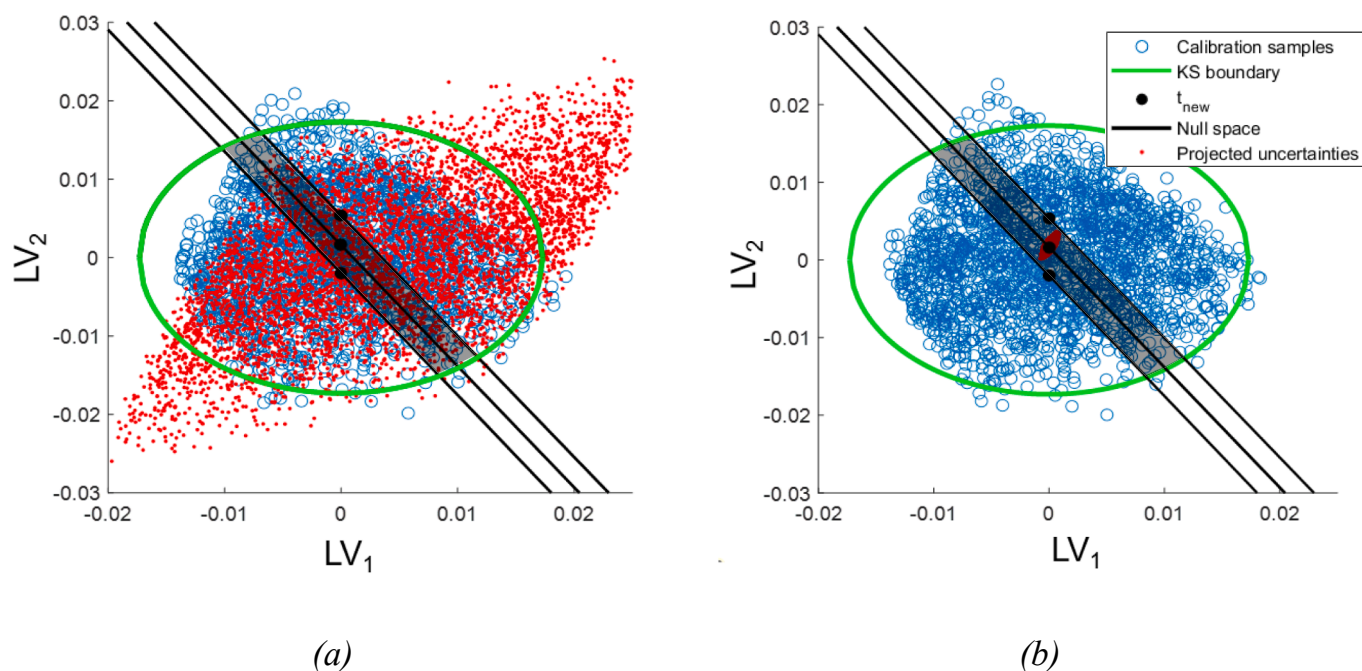 0.03
0.02
0.01
0
-0.01
-0.02
-0.03
-0.02
-0.01
0
0.01
0.02
LV2
LV1
(a)
0.03
0.02
0.01
0
-0.01
-0.02
-0.03
-0.02
-0.01
0
0.01
0.02
LV2
LV1
Calibration samples
KS boundary
tnew
Null space
Projected uncertainties
(b)